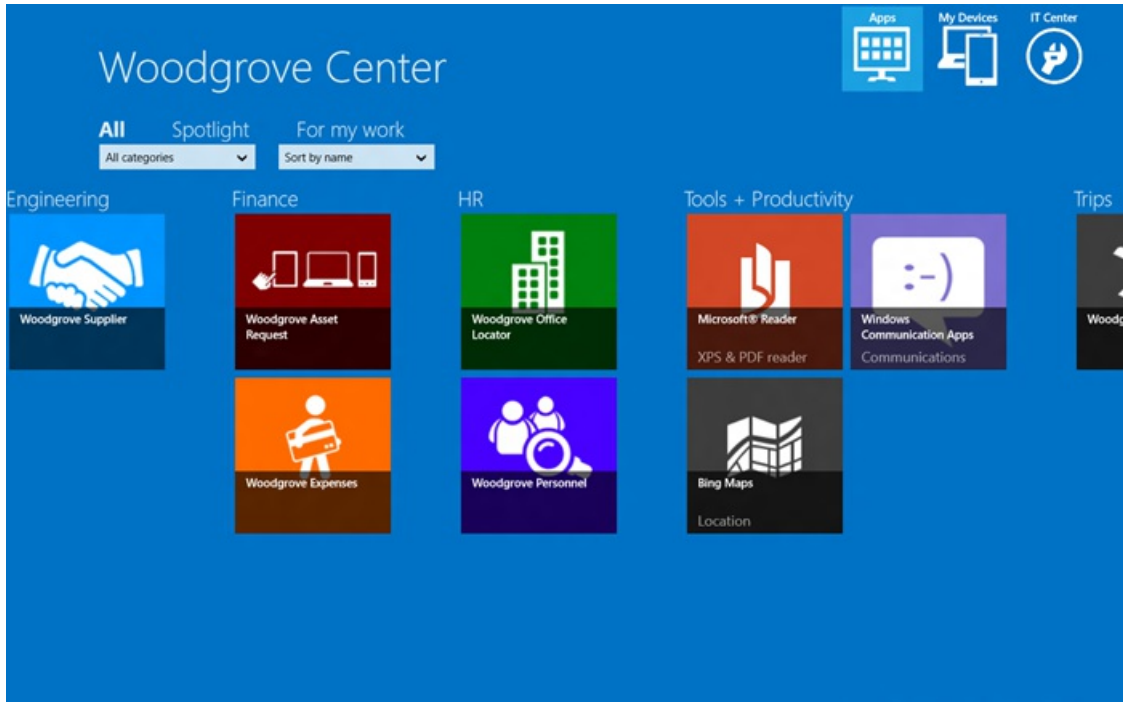 Apps
My Devices
IT Center
Woodgrove Center
All
Spotlight
For my work
All categories
Sort by name
Engineering
Woodgrove Supplier
Finance
Woodgrove Asset
Request
Woodgrove Expenses
HR
Woodgrove Office
Locator
Woodgrove Personnel
Tools + Productivity
Microsoft® Reader
XPS & PDF reader
:-)
Windows
Communication Apps
Communications
Bing Maps
Location
Trips
Woodg